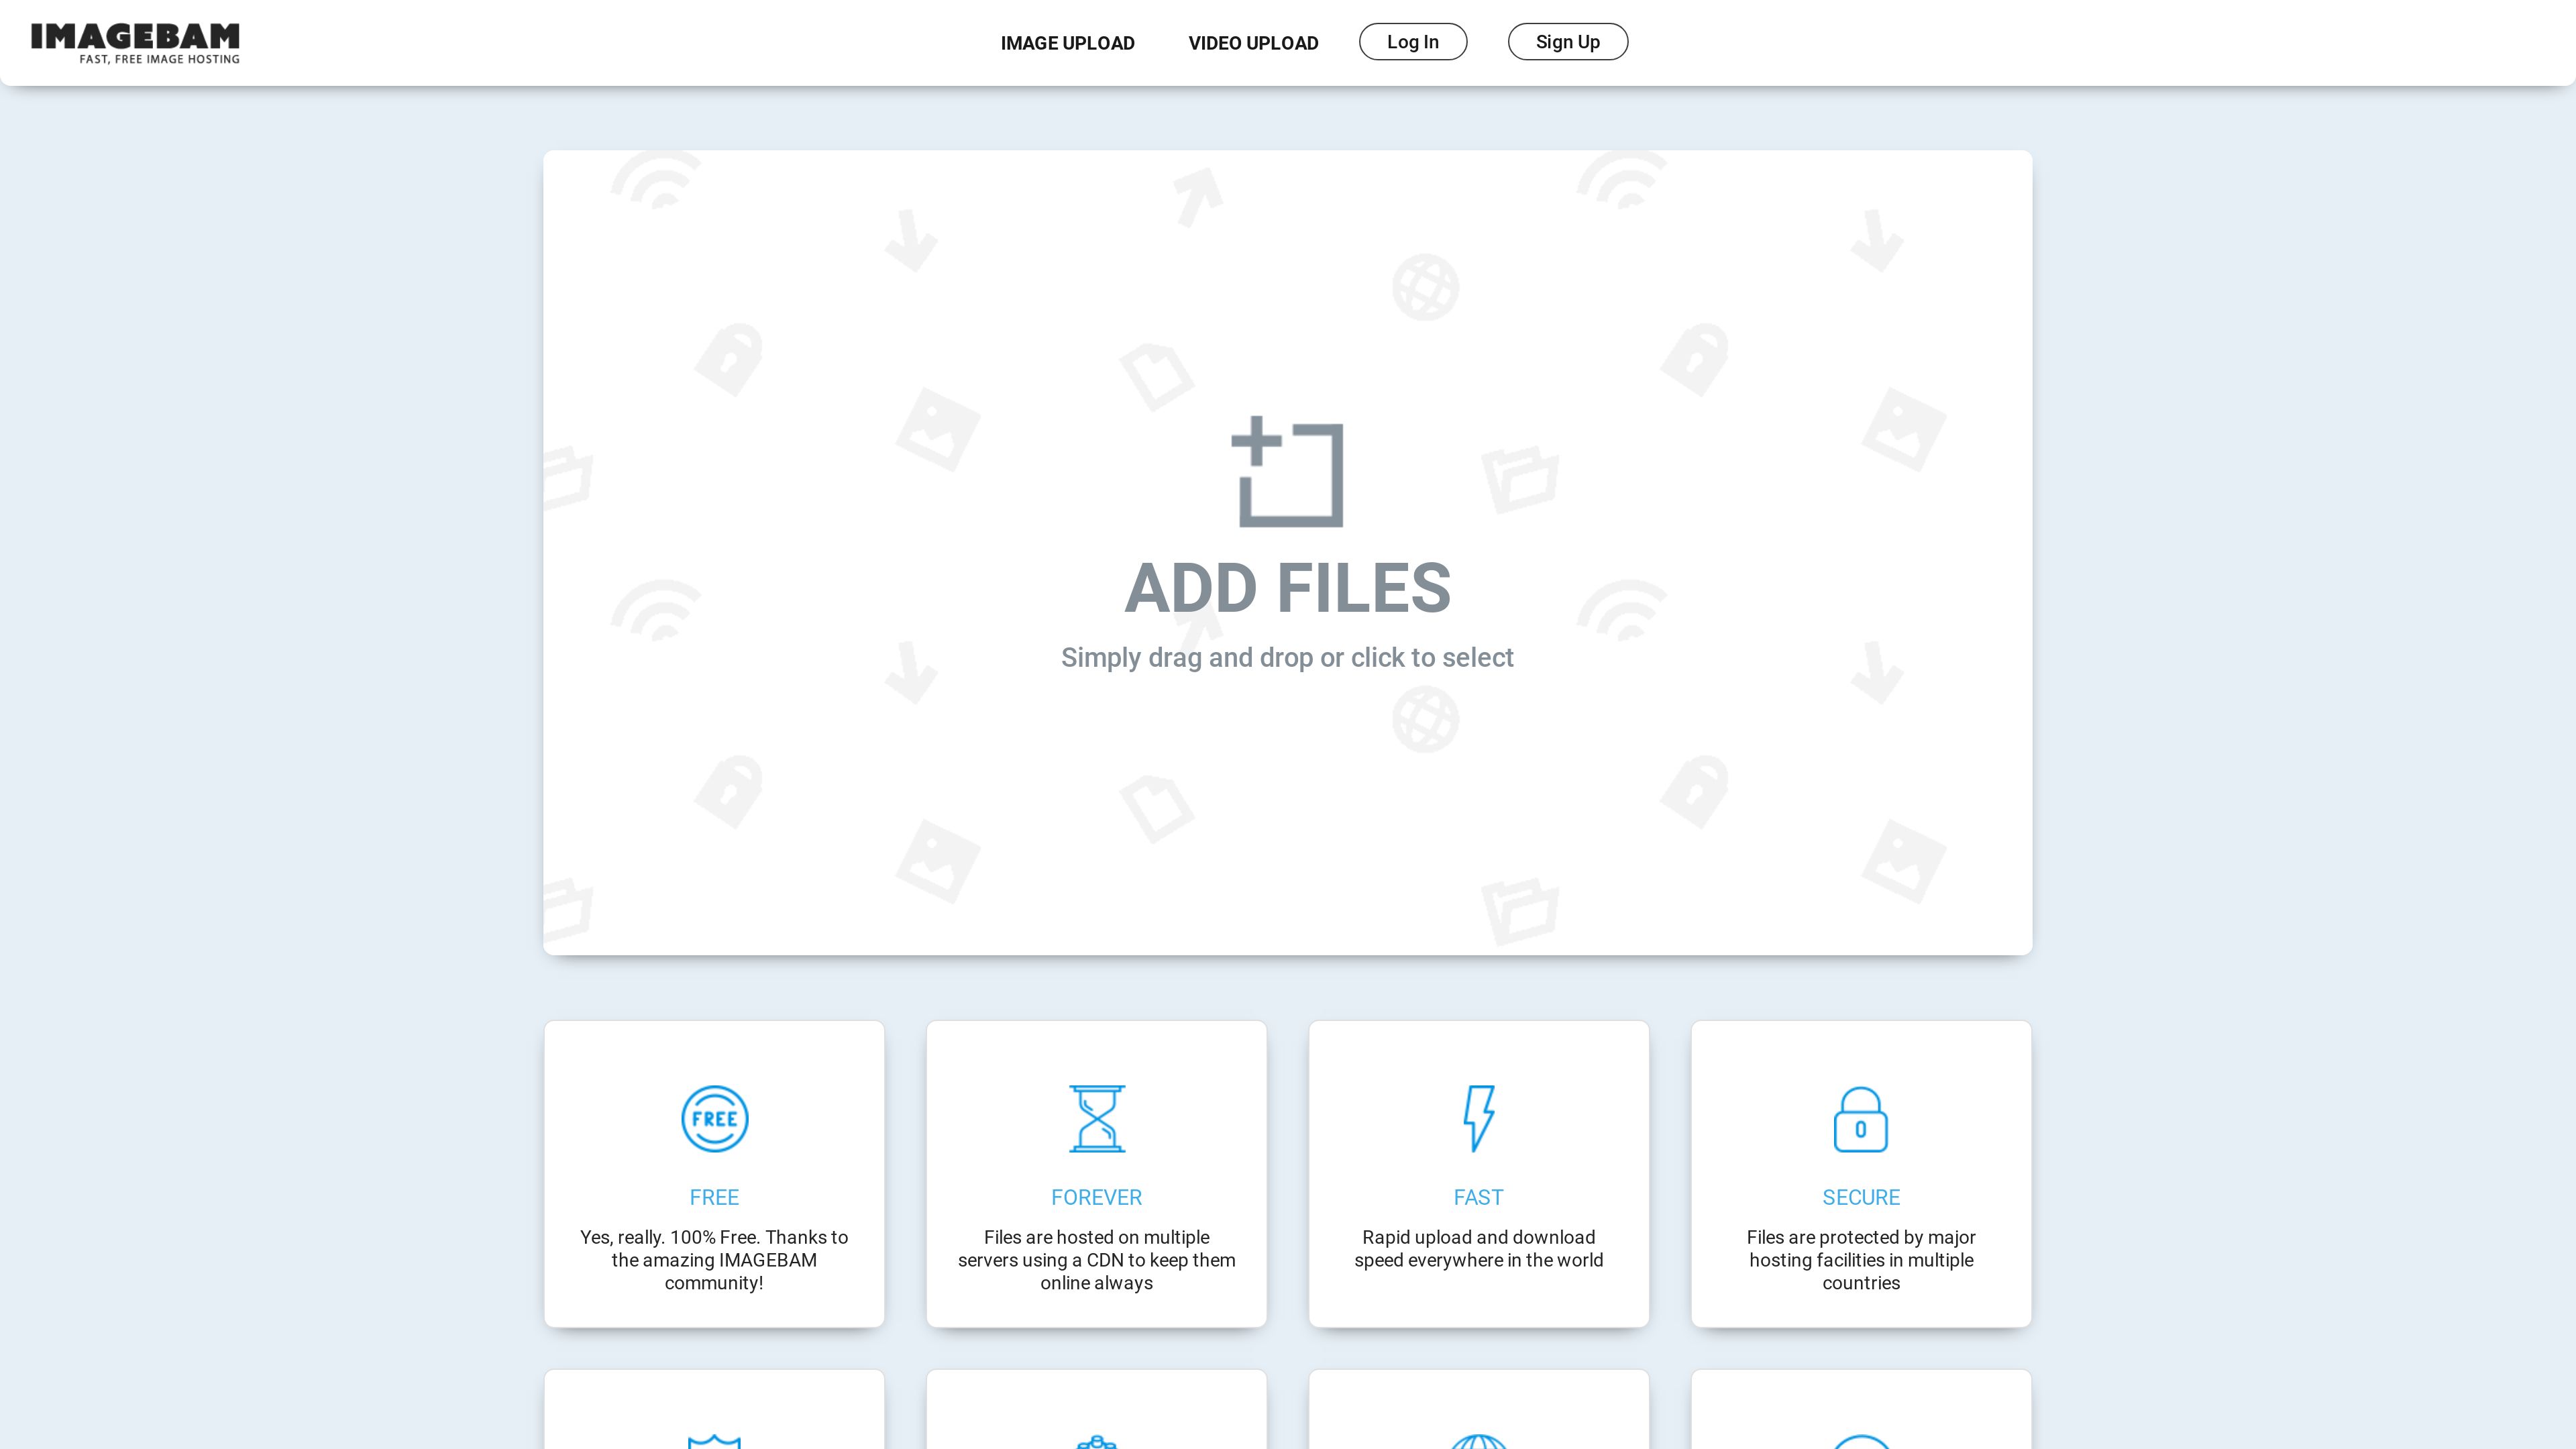 IMAGEBAM
FAST, FREE IMAGE HOSTING
IMAGE UPLOAD
VIDEO UPLOAD
Log In
Sign Up
ADD FILES
Simply drag and drop or click to select
FREE
FREE
Yes, really. 100% Free. Thanks to
the amazing IMAGEBAM
community!
FOREVER
Files are hosted on multiple
servers using a CDN to keep them
online always
FAST
Rapid upload and download
speed everywhere in the world
SECURE
Files are protected by major
hosting facilities in multiple
countries